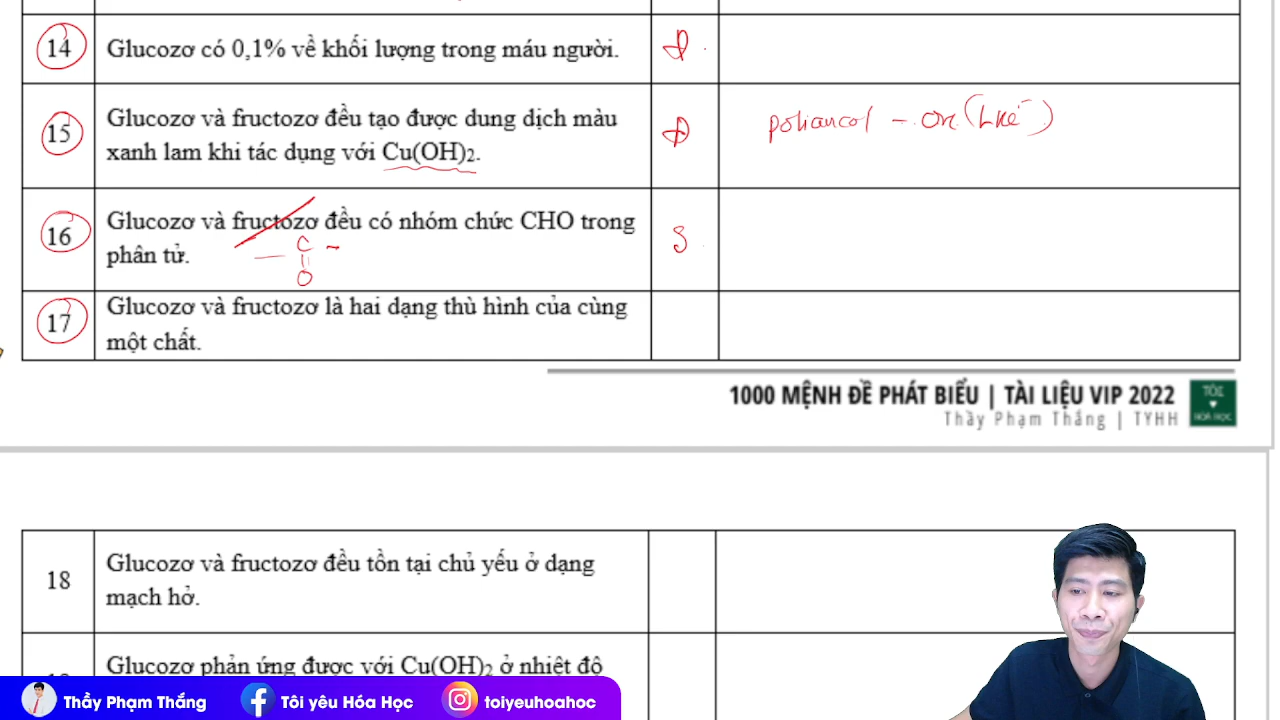 14 Glucozơ có 0,1% về khối lượng trong máu người. Đ
15 Glucozơ và fructozơ đều tạo được dung dịch màu
xanh lam khi tác dụng với Cu(OH)2. Đ
poliancol - OH (Lkề)
16 Glucozơ và fructozơ đều có nhóm chức CHO trong
phân tử. S
C
O
17 Glucozơ và fructozơ là hai dạng thù hình của cùng
một chất.
1000 MỆNH ĐỀ PHÁT BIỂU | TÀI LIỆU VIP 2022
Thầy Phạm Thắng | TYHH
TÔI
HÓA HỌC
18 Glucozơ và fructozơ đều tồn tại chủ yếu ở dạng
mạch hở.
Glucozơ phản ứng được với Cu(OH)2 ở nhiệt độ
Thầy Phạm Thắng
Tôi yêu Hóa Học
toiyeuhoahoc